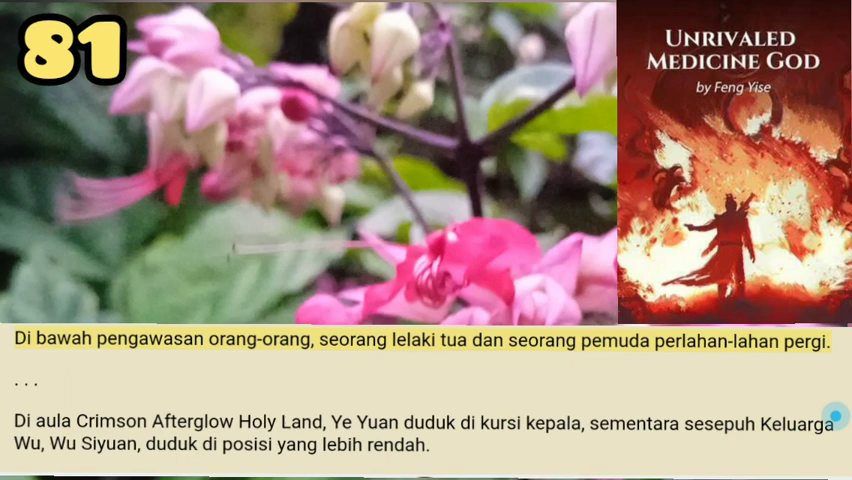 81
UNRIVALED
MEDICINE GOD
by Feng Yise
Di bawah pengawasan orang-orang, seorang lelaki tua dan seorang pemuda perlahan-lahan pergi.
. . .
Di aula Crimson Afterglow Holy Land, Ye Yuan duduk di kursi kepala, sementara sesepuh Keluarga
Wu, Wu Siyuan, duduk di posisi yang lebih rendah.